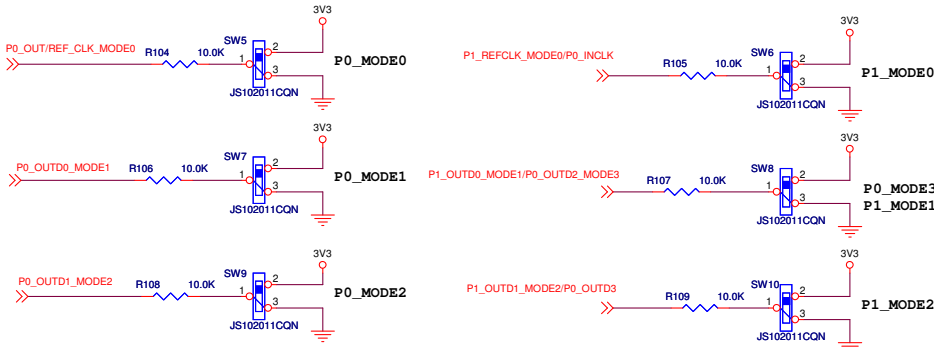 3V3
SW5
2
P0_OUT/REF_CLK_MODE0
R104 10.0K
1
3
P0_MODE0
JS102011CQN
3V3
SW6
2
P1_REFCLK_MODE0/P0_INCLK
R105 10.0K
1
3
P1_MODE0
JS102011CQN
3V3
SW7
2
P0_OUTD0_MODE1
R106 10.0K
1
3
P0_MODE1
JS102011CQN
3V3
SW8
2
P1_OUTD0_MODE1/P0_OUTD2_MODE3
R107 10.0K
1
3
P0_MODE3
P1_MODE1
JS102011CQN
3V3
SW9
2
P0_OUTD1_MODE2
R108 10.0K
1
3
P0_MODE2
JS102011CQN
3V3
SW10
2
P1_OUTD1_MODE2/P0_OUTD3
R109 10.0K
1
3
P1_MODE2
JS102011CQN